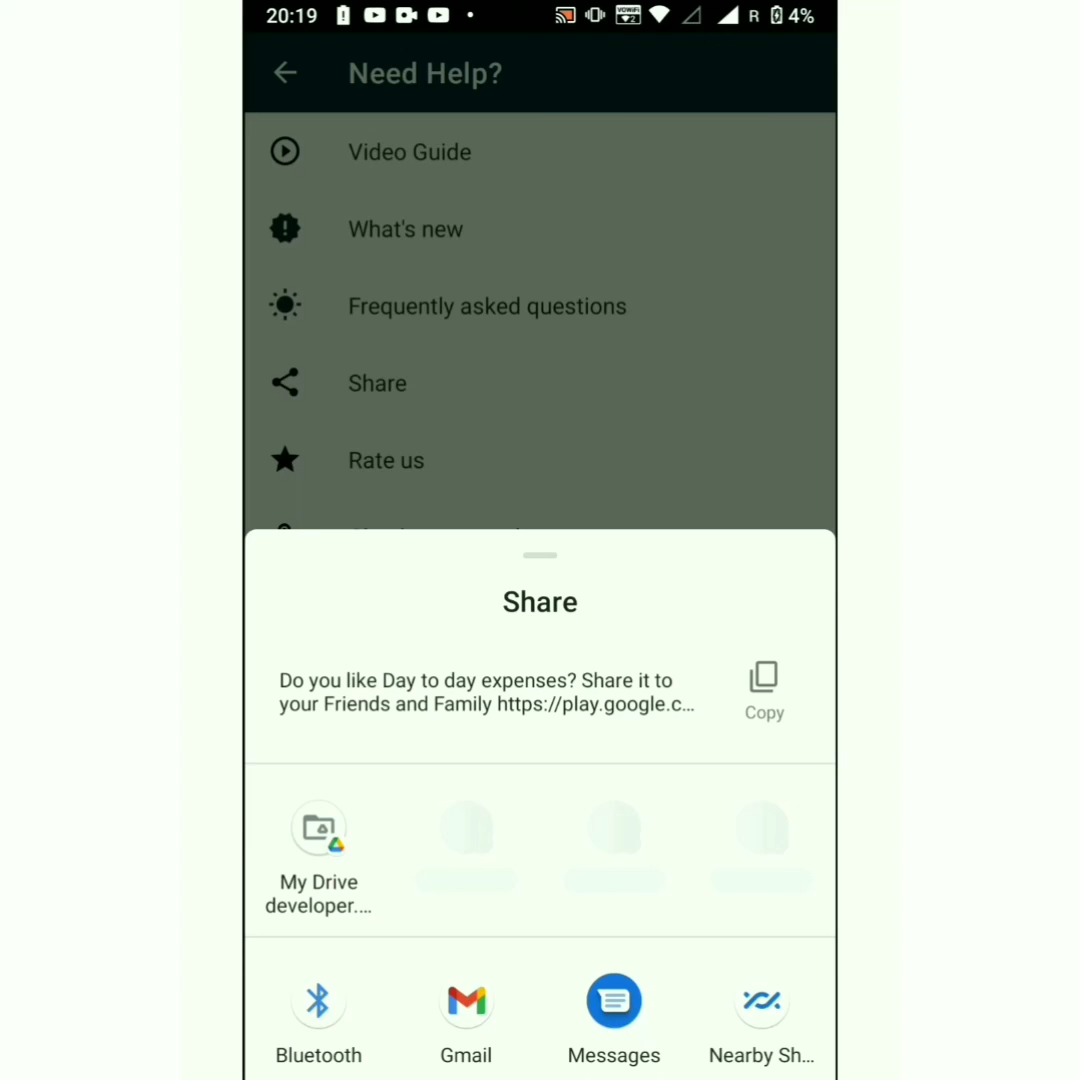 20:19
VOWIFI
2
R
4%
Need Help?
Video Guide
What's new
Frequently asked questions
Share
Rate us
Share
Do you like Day to day expenses? Share it to
your Friends and Family https://play.google.c...
Copy
My Drive
developer....
Bluetooth
Gmail
Messages
Nearby Sh...